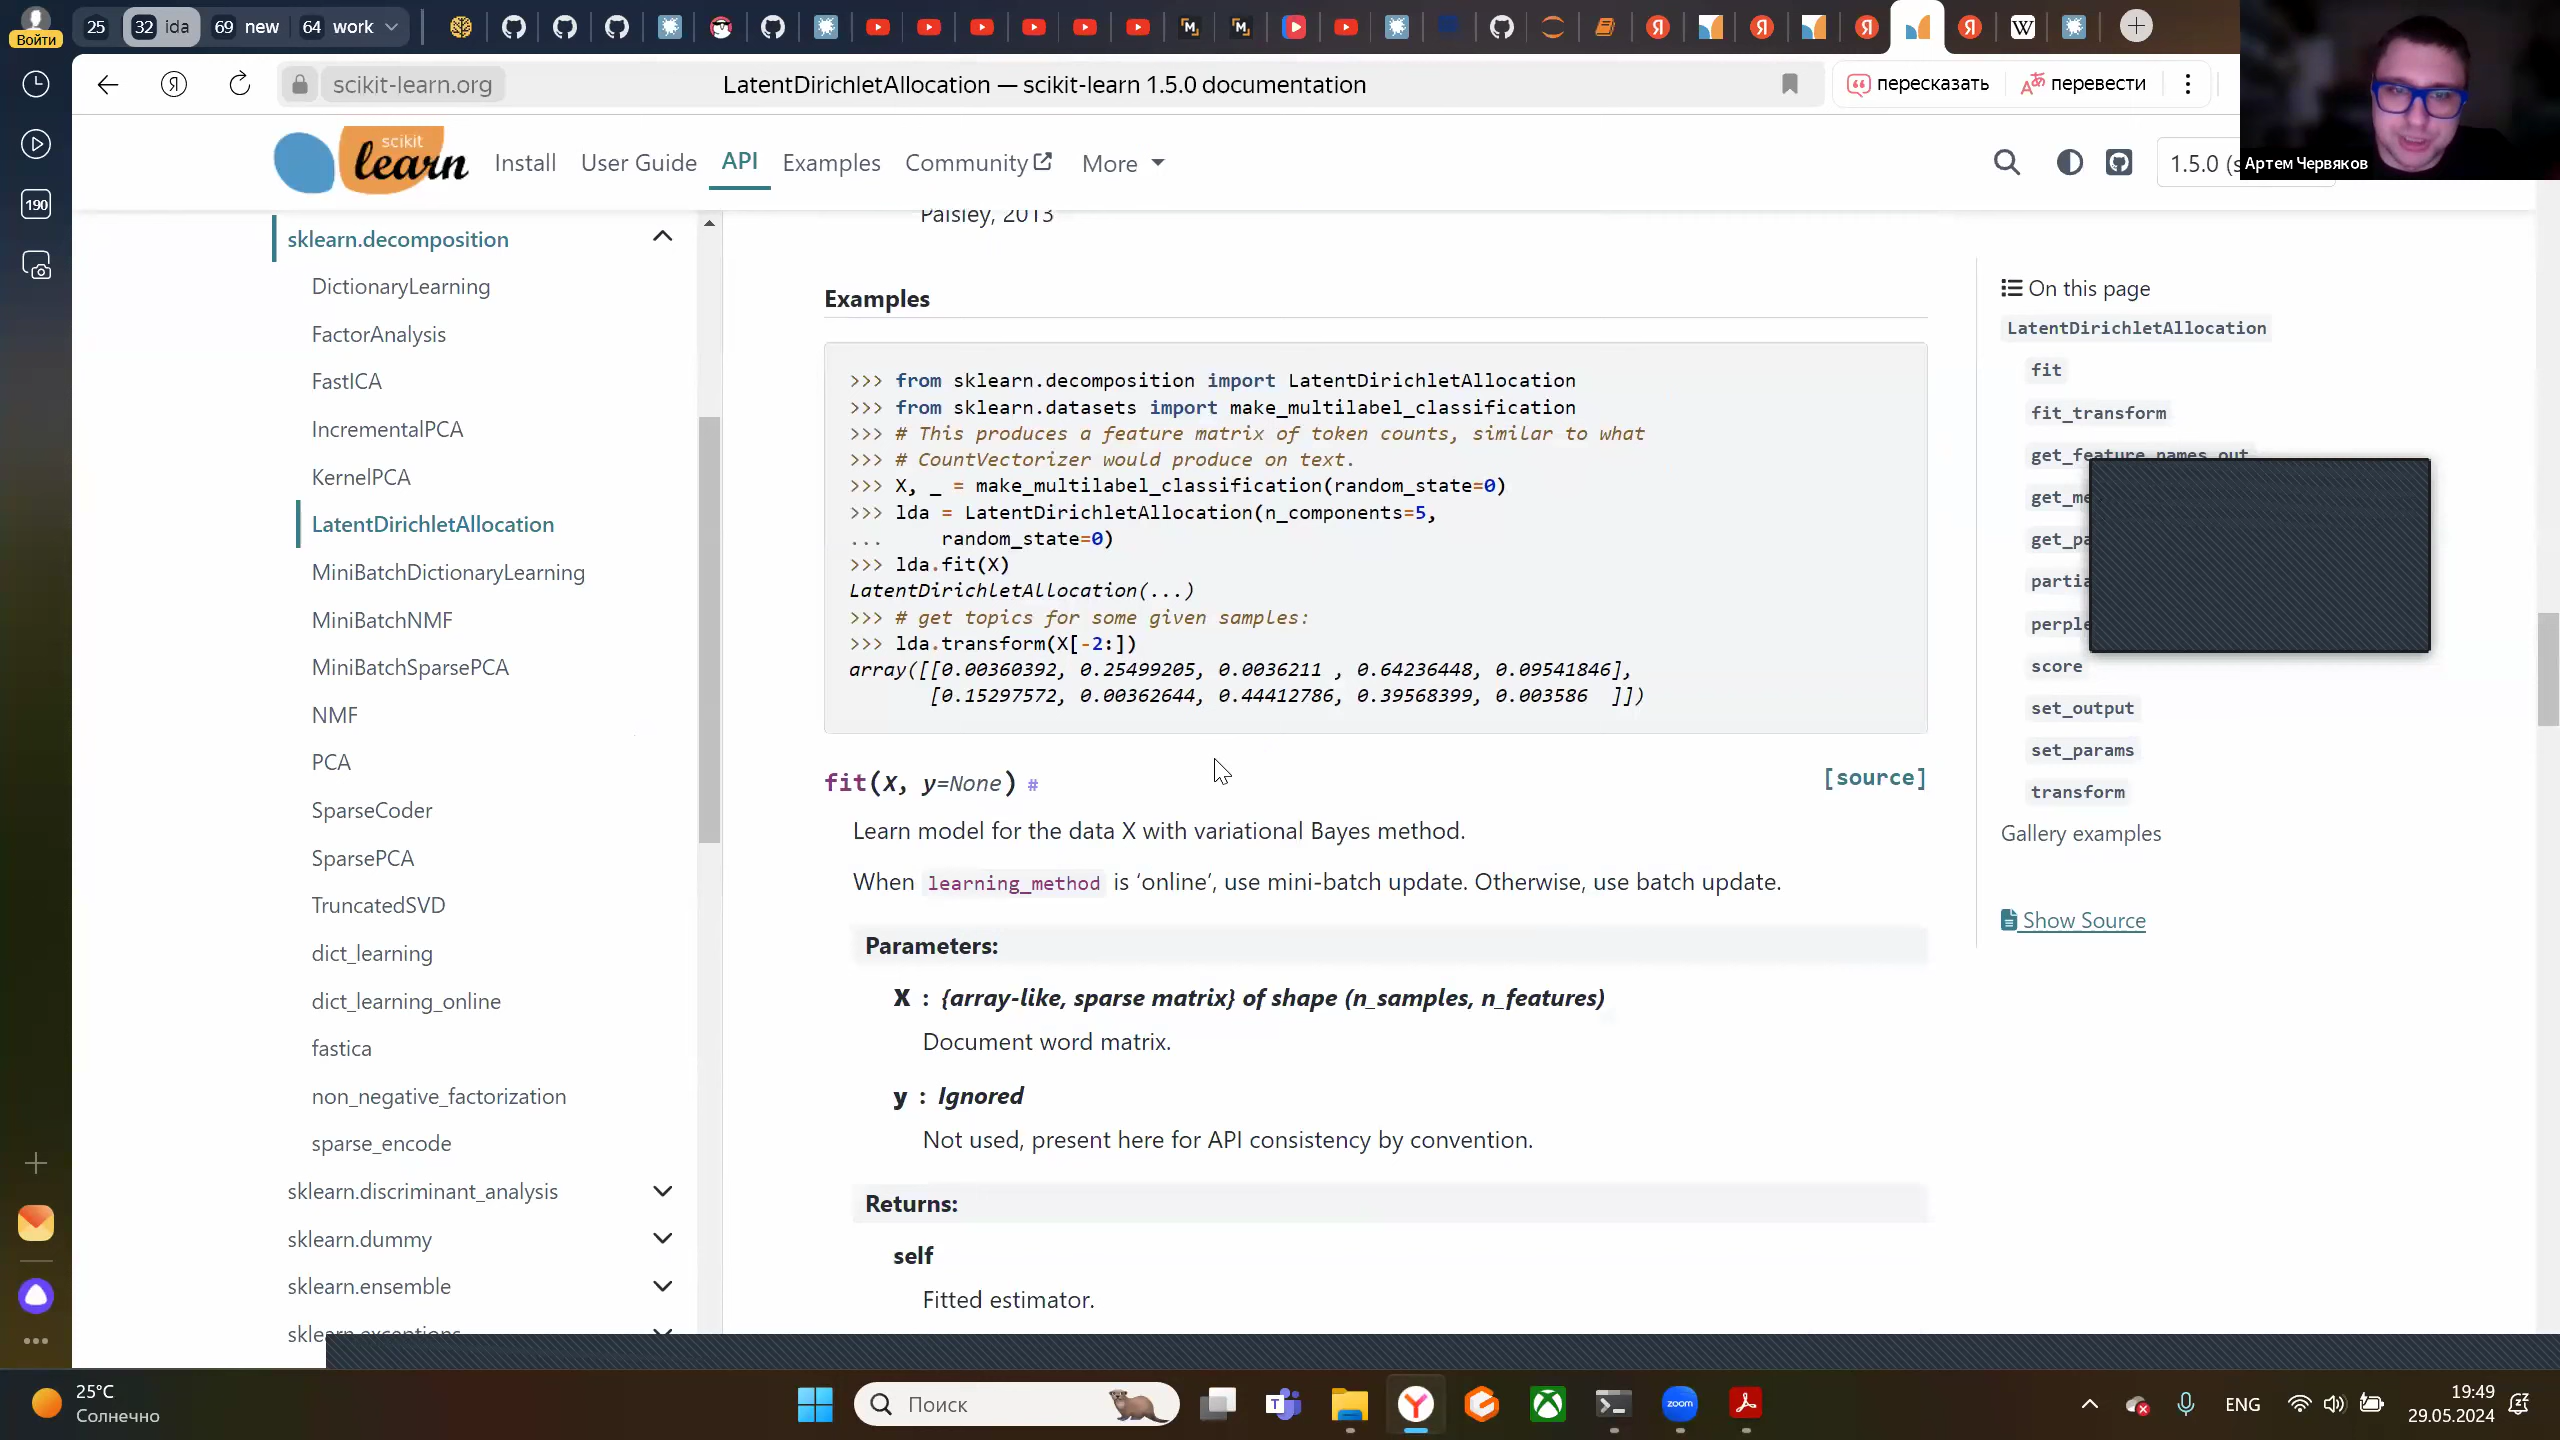 Войти
25
32 ida
69 new
64 work
scikit-learn.org
LatentDirichletAllocation — scikit-learn 1.5.0 documentation
пересказать
перевести
190
scikit
learn
Install
User Guide
API
Examples
Community
More
1.5.0 (s
Артем Червяков
sklearn.decomposition
DictionaryLearning
FactorAnalysis
FastICA
IncrementalPCA
KernelPCA
LatentDirichletAllocation
MiniBatchDictionaryLearning
MiniBatchNMF
MiniBatchSparsePCA
NMF
PCA
SparseCoder
SparsePCA
TruncatedSVD
dict_learning
dict_learning_online
fastica
non_negative_factorization
sparse_encode
sklearn.discriminant_analysis
sklearn.dummy
sklearn.ensemble
sklearn.exceptions
Paisley, 2013
Examples
>>> from sklearn.decomposition import LatentDirichletAllocation
>>> from sklearn.datasets import make_multilabel_classification
>>> # This produces a feature matrix of token counts, similar to what
>>> # CountVectorizer would produce on text.
>>> X, _ = make_multilabel_classification(random_state=0)
>>> lda = LatentDirichletAllocation(n_components=5,
... random_state=0)
>>> lda.fit(X)
LatentDirichletAllocation(...)
>>> # get topics for some given samples:
>>> lda.transform(X[-2:])
array([[0.00360392, 0.25499205, 0.0036211 , 0.64236448, 0.09541846],
[0.15297572, 0.00362644, 0.44412786, 0.39568399, 0.003586 ]])
fit(X, y=None) #
[source]
Learn model for the data X with variational Bayes method.
When learning_method is ‘online’, use mini-batch update. Otherwise, use batch update.
Parameters:
X : {array-like, sparse matrix} of shape (n_samples, n_features)
Document word matrix.
y : Ignored
Not used, present here for API consistency by convention.
Returns:
self
Fitted estimator.
On this page
LatentDirichletAllocation
fit
fit_transform
get_feature_names_out
get_me
get_pa
partia
perple
score
set_output
set_params
transform
Gallery examples
Show Source
25°C
Солнечно
Поиск
zoom
ENG
19:49
29.05.2024